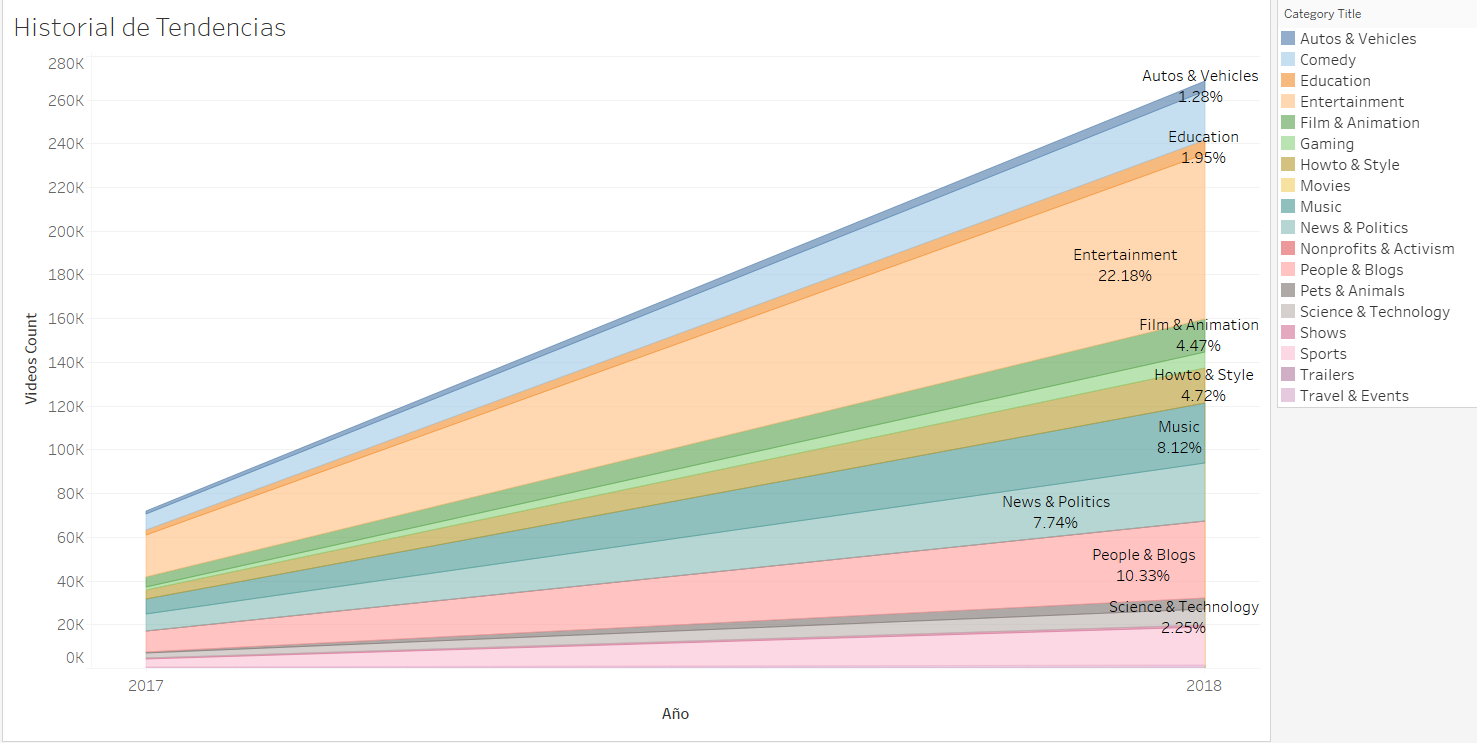 Historial de Tendencias
280K
260K
240K
220K
200K
180K
160K
140K
120K
100K
80K
60K
40K
20K
0K
Videos Count
Autos & Vehicles
1.28%
Education
1.95%
Entertainment
22.18%
Film & Animation
4.47%
Howto & Style
4.72%
Music
8.12%
News & Politics
7.74%
People & Blogs
10.33%
Science & Technology
2.25%
2017
2018
Año
Category Title
Autos & Vehicles
Comedy
Education
Entertainment
Film & Animation
Gaming
Howto & Style
Movies
Music
News & Politics
Nonprofits & Activism
People & Blogs
Pets & Animals
Science & Technology
Shows
Sports
Trailers
Travel & Events